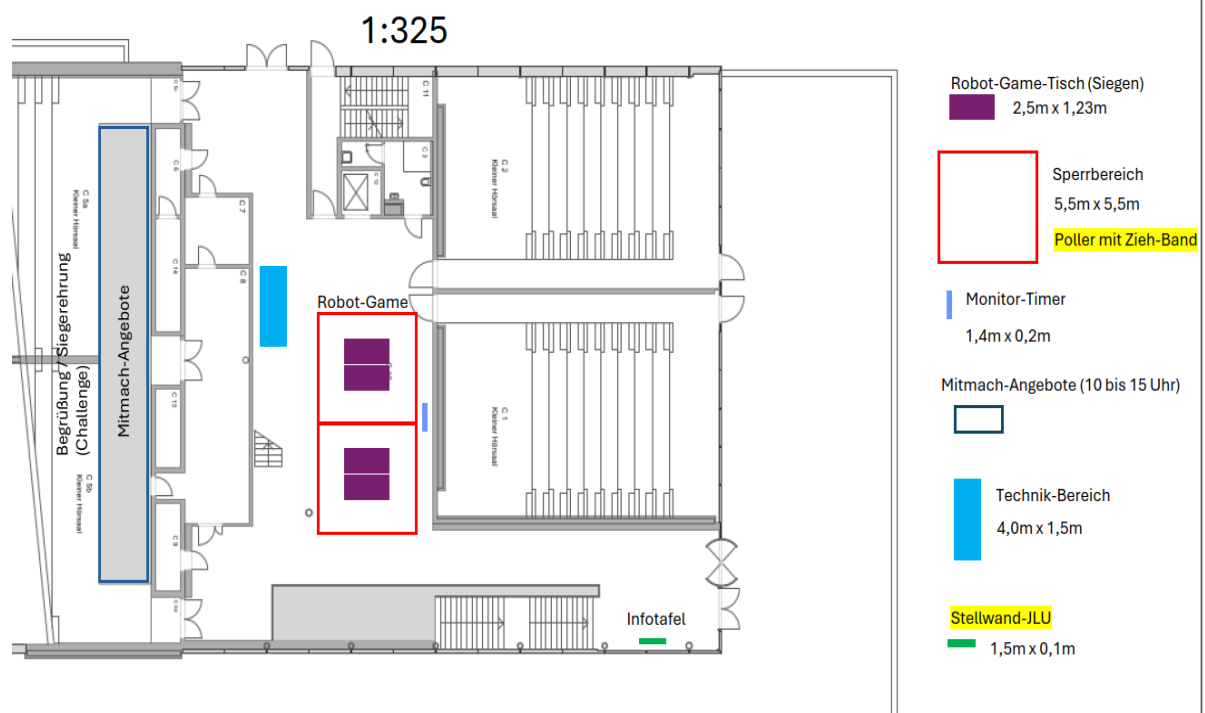 1:325
C 5c
C 6
C 5a
Kleiner Hörsaal
C 14
C 7
C 8
C 11
C 3
C 2
Kleiner Hörsaal
Begrüßung / Siegerehrung
(Challenge)
Mitmach-Angebote
Robot-Game
C 13
C 1
Kleiner Hörsaal
C 5b
Kleiner Hörsaal
C 9
C 5d
Infotafel
Robot-Game-Tisch (Siegen)
2,5m x 1,23m
Sperrbereich
5,5m x 5,5m
Poller mit Zieh-Band
Monitor-Timer
1,4m x 0,2m
Mitmach-Angebote (10 bis 15 Uhr)
Technik-Bereich
4,0m x 1,5m
Stellwand-JLU
1,5m x 0,1m